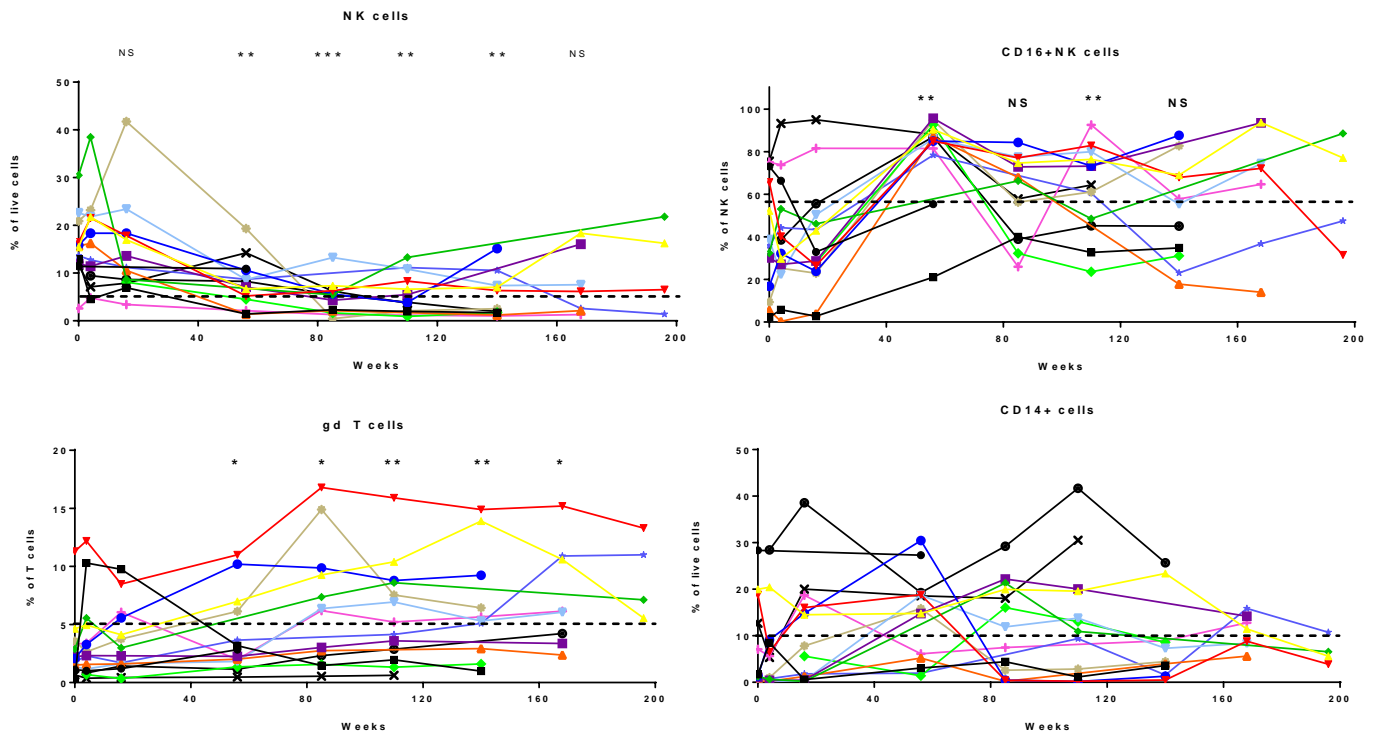 NK cells
NS ** *** ** ** NS
50
40
30
20
10
0
% of live cells
0 40 80 120 160 200
Weeks
CD16+NK cells
** NS ** NS
100
80
60
40
20
0
% of NK cells
0 40 80 120 160 200
Weeks
gd T cells
* * ** ** *
20
15
10
5
0
% of T cells
0 40 80 120 160 200
Weeks
CD14+ cells
50
40
30
20
10
0
% of live cells
0 40 80 120 160 200
Weeks